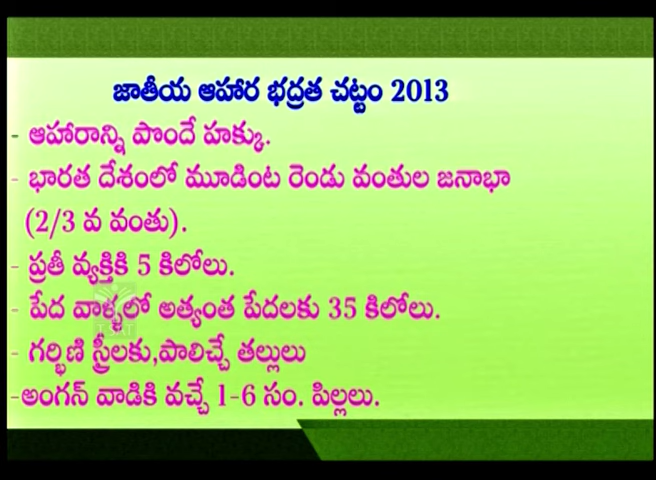 జాతీయ ఆహార భద్రత చట్టం 2013
- ఆహారాన్ని పొందే హక్కు.
- భారత దేశంలో మూడింట రెండు వంతుల జనాభా
(2/3 వ వంతు).
- ప్రతీ వ్యక్తికి 5 కిలోలు.
- పేద వాళ్ళలో అత్యంత పేదలకు 35 కిలోలు.
- గర్భిణి స్త్రీలకు,పాలిచ్చే తల్లులు
-అంగన్ వాడికి వచ్చే 1-6 సం. పిల్లలు.